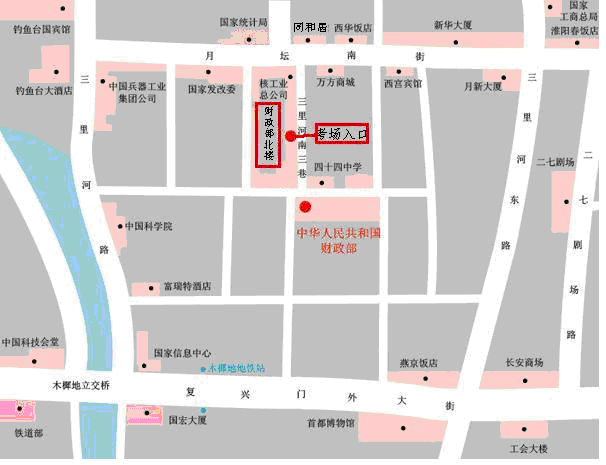 国家统计局
同和居
西华饭店
新华大厦
国家
工商总局
淮阳春饭店
钓鱼台国宾馆
月坛南街
钓鱼台大酒店
中国兵器工业
集团公司
国家发改委
核工业
总公司
万方商城
西宫宾馆
月新大厦
三里河路
财政部北楼
三里河南三巷
考场入口
四十四中学
三里河东路
二七剧场
二七剧场路
中国科学院
中华人民共和国
财政部
富瑞特酒店
中国科技会堂
国家信息中心
木樨地地铁站
燕京饭店
长安商场
木樨地立交桥
复兴门外大街
铁道部
国宏大厦
首都博物馆
工会大楼